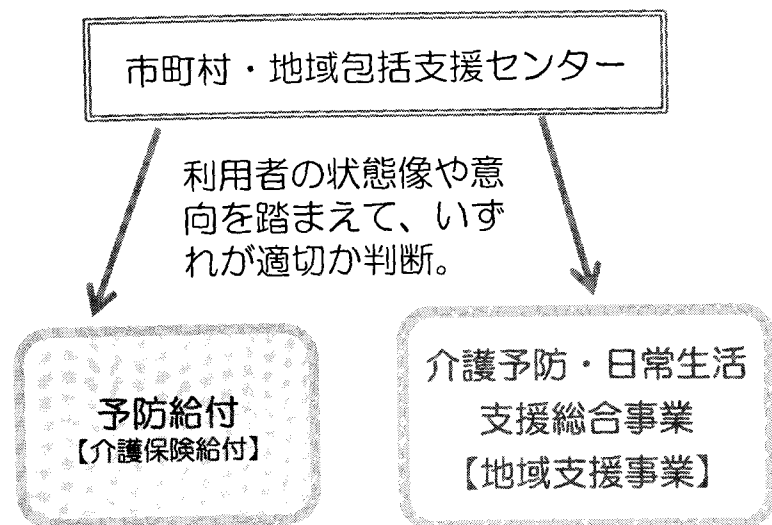 市町村・地域包括支援センター
利用者の状態像や意
向を踏まえて、いず
れが適切か判断。
予防給付
【介護保険給付】
介護予防・日常生活
支援総合事業
【地域支援事業】